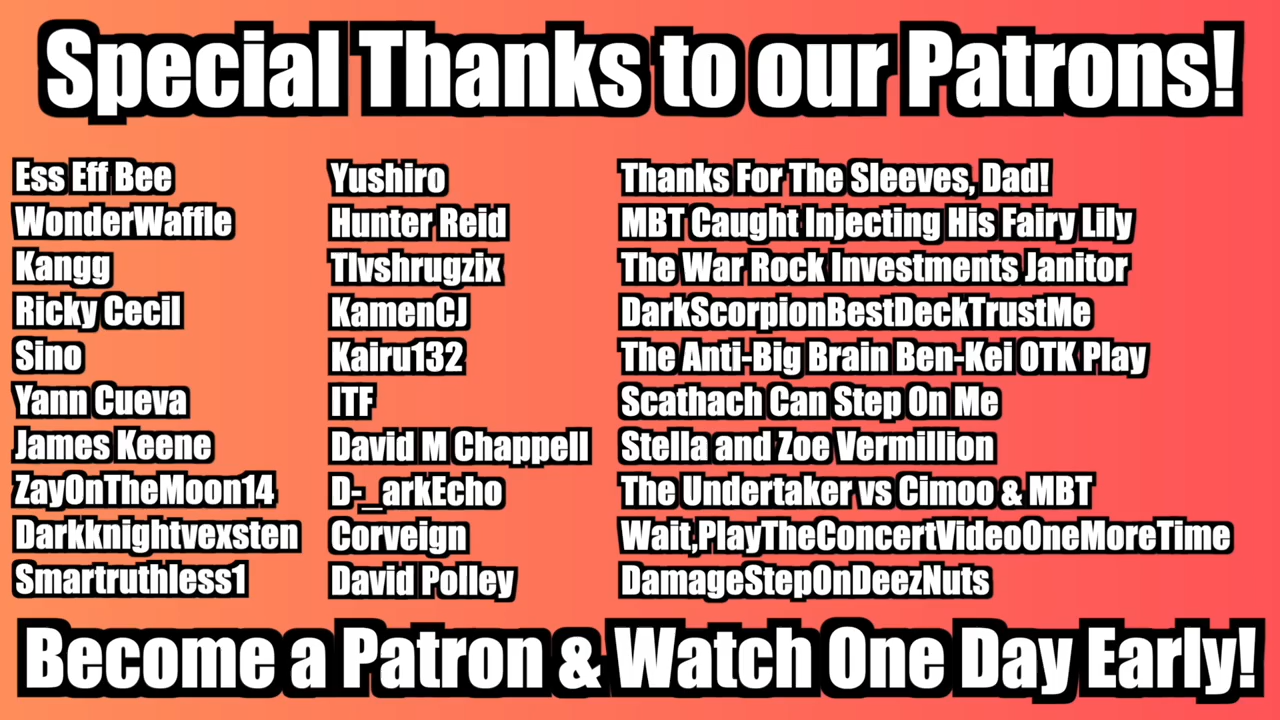 Special Thanks to our Patrons!
Ess Eff Bee
WonderWaffle
Kangg
Ricky Cecil
Sino
Yann Cueva
James Keene
ZayOnTheMoon14
Darkknightvexsten
Smartruthless1
Yushiro
Hunter Reid
Tlvshrugzix
KamenCJ
Kairu132
ITF
David M Chappell
D-_arkEcho
Corveign
David Polley
Thanks For The Sleeves, Dad!
MBT Caught Injecting His Fairy Lily
The War Rock Investments Janitor
DarkScorpionBestDeckTrustMe
The Anti-Big Brain Ben-Kei OTK Play
Scathach Can Step On Me
Stella and Zoe Vermillion
The Undertaker vs Cimoo & MBT
Wait,PlayTheConcertVideoOneMoreTime
DamageStepOnDeezNuts
Become a Patron & Watch One Day Early!